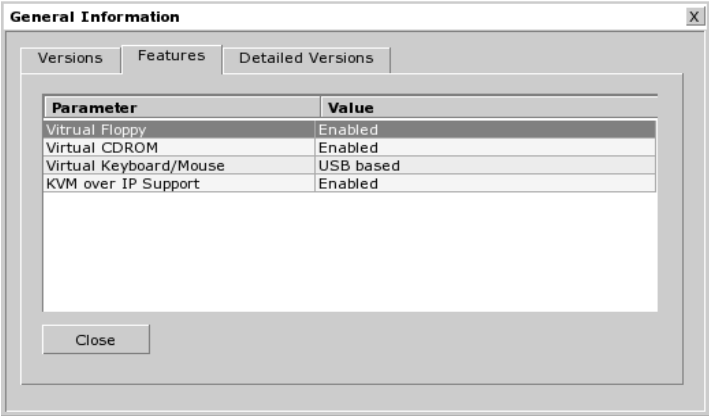 General Information X
Versions Features Detailed Versions
Parameter Value
Vitrual Floppy Enabled
Virtual CDROM Enabled
Virtual Keyboard/Mouse USB based
KVM over IP Support Enabled
Close